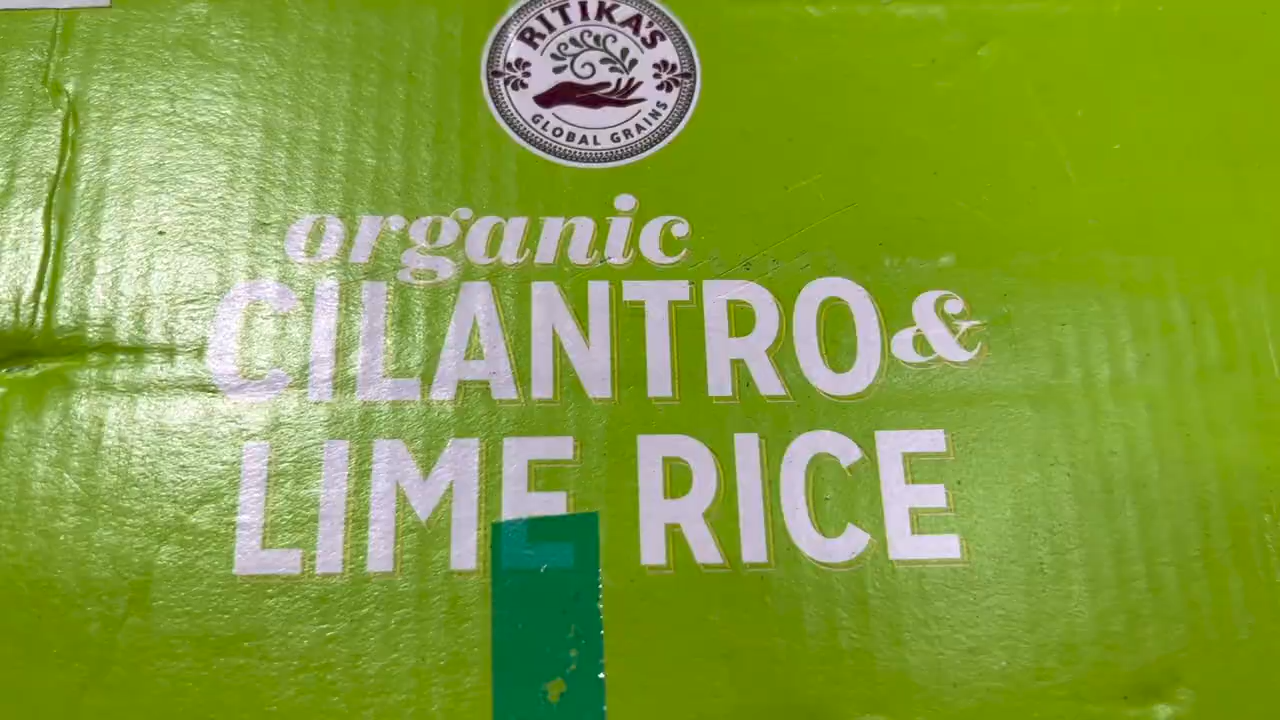 RITIKA'S
GLOBAL GRAINS
organic
CILANTRO &
LIME RICE